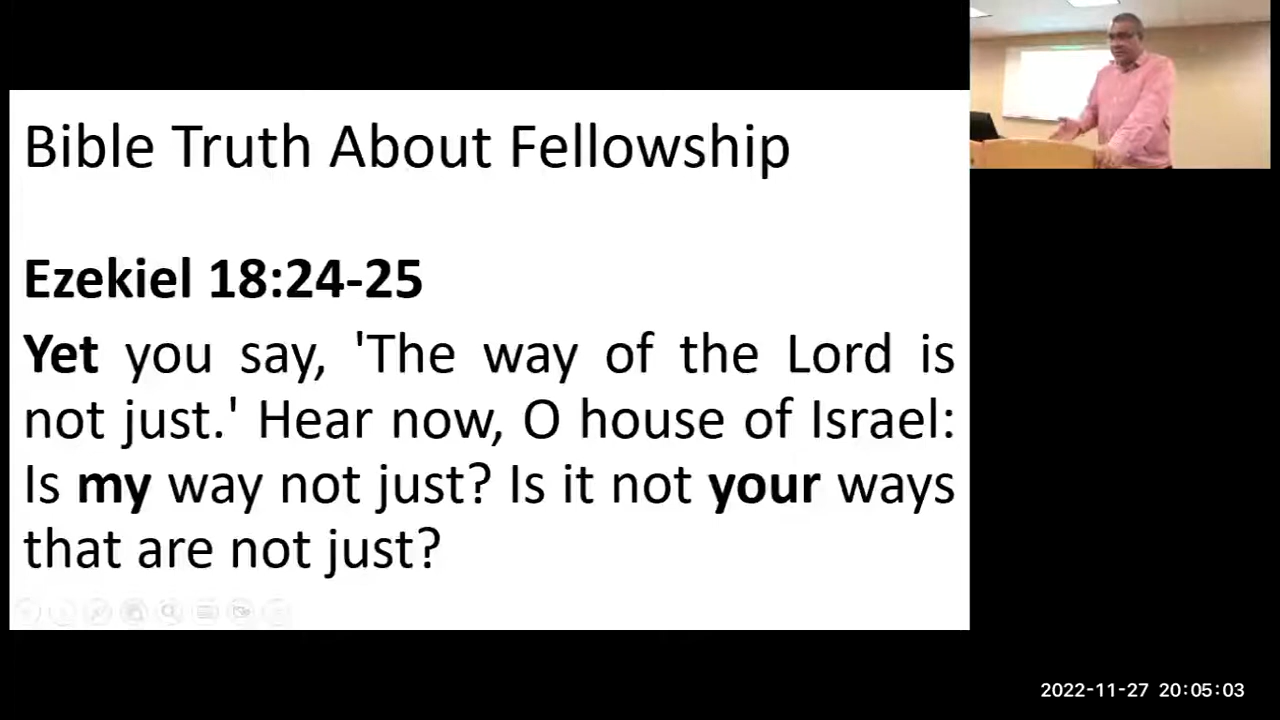 Bible Truth About Fellowship
Ezekiel 18:24-25
Yet you say, 'The way of the Lord is
not just.' Hear now, O house of Israel:
Is my way not just? Is it not your ways
that are not just?
2022-11-27 20:05:03